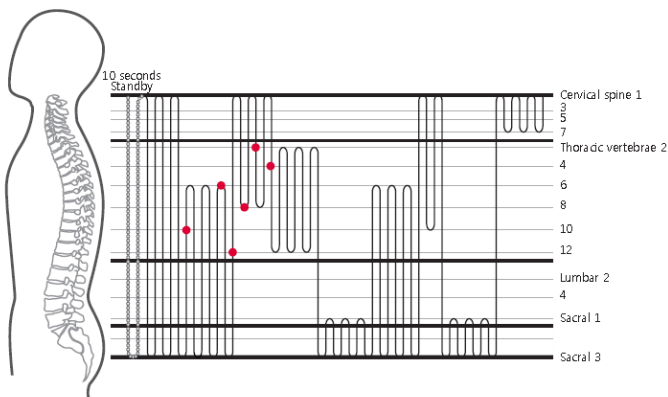 10 seconds
Standby
Cervical spine 1
3
5
7
Thoracic vertebrae 2
4
6
8
10
12
Lumbar 2
4
Sacral 1
Sacral 3